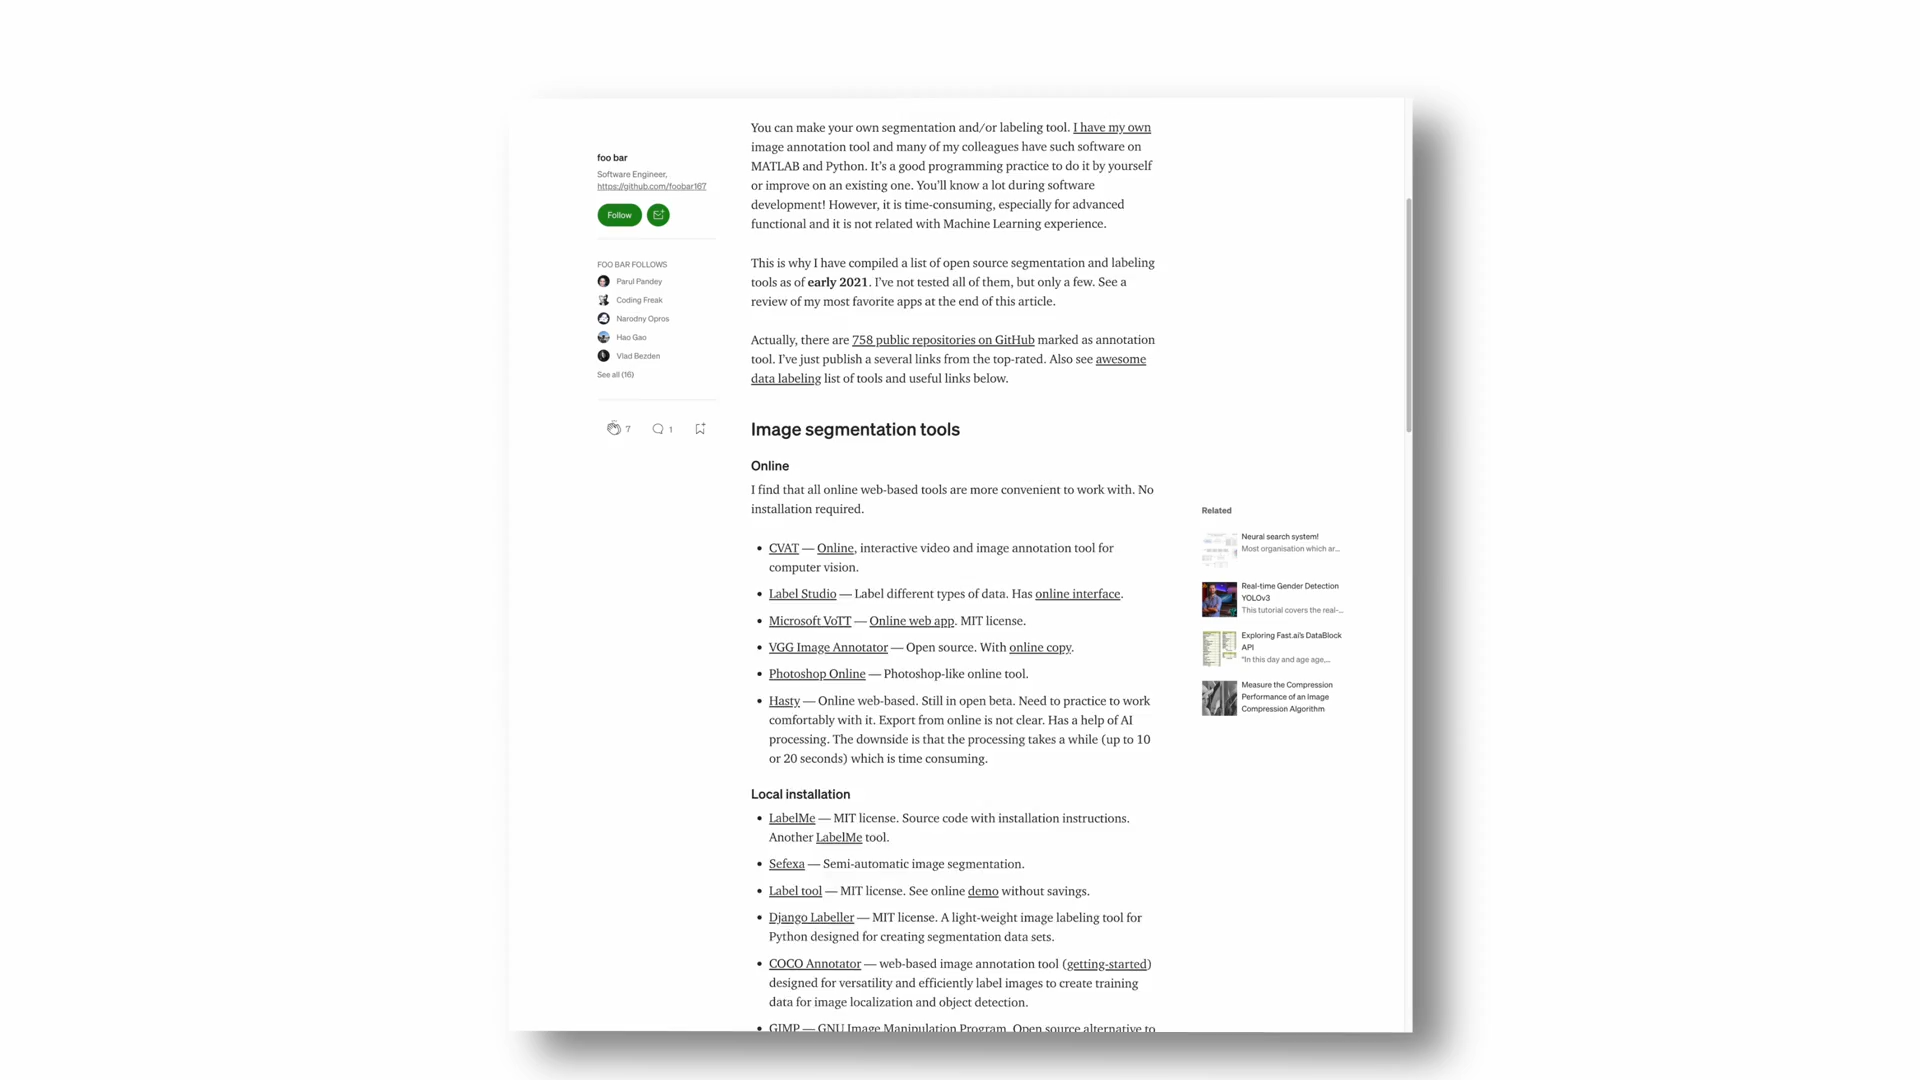 foo bar
Software Engineer,
https://github.com/foobar167
Follow
FOO BAR FOLLOWS
Parul Pandey
Coding Freak
Narodny Opros
Hao Gao
Vlad Bezden
See all (16)
7
1
You can make your own segmentation and/or labeling tool. I have my own
image annotation tool and many of my colleagues have such software on
MATLAB and Python. It’s a good programming practice to do it by yourself
or improve on an existing one. You’ll know a lot during software
development! However, it is time-consuming, especially for advanced
functional and it is not related with Machine Learning experience.
This is why I have compiled a list of open source segmentation and labeling
tools as of early 2021. I’ve not tested all of them, but only a few. See a
review of my most favorite apps at the end of this article.
Actually, there are 758 public repositories on GitHub marked as annotation
tool. I’ve just publish a several links from the top-rated. Also see awesome
data labeling list of tools and useful links below.
Image segmentation tools
Online
I find that all online web-based tools are more convenient to work with. No
installation required.
• CVAT — Online, interactive video and image annotation tool for
computer vision.
• Label Studio — Label different types of data. Has online interface.
• Microsoft VoTT — Online web app. MIT license.
• VGG Image Annotator — Open source. With online copy.
• Photoshop Online — Photoshop-like online tool.
• Hasty — Online web-based. Still in open beta. Need to practice to work
comfortably with it. Export from online is not clear. Has a help of AI
processing. The downside is that the processing takes a while (up to 10
or 20 seconds) which is time consuming.
Local installation
• LabelMe — MIT license. Source code with installation instructions.
Another LabelMe tool.
• Sefexa — Semi-automatic image segmentation.
• Label tool — MIT license. See online demo without savings.
• Django Labeller — MIT license. A light-weight image labeling tool for
Python designed for creating segmentation data sets.
• COCO Annotator — web-based image annotation tool (getting-started)
designed for versatility and efficiently label images to create training
data for image localization and object detection.
• GIMP — GNU Image Manipulation Program. Open source alternative to
Related
Neural search system!
Most organisation which ar...
Real-time Gender Detection
YOLOv3
This tutorial covers the real-...
Exploring Fast.ai’s DataBlock
API
“In this day and age age,...
Measure the Compression
Performance of an Image
Compression Algorithm